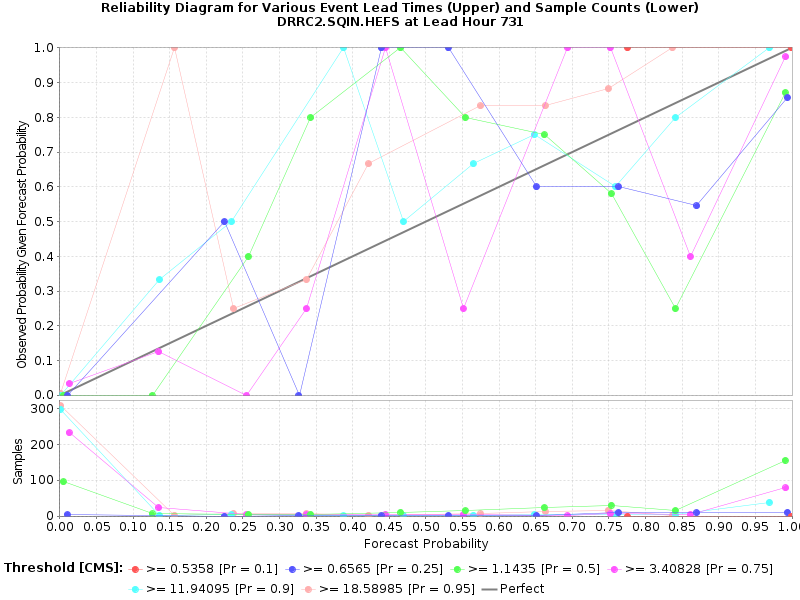 Reliability Diagram for Various Event Lead Times (Upper) and Sample Counts (Lower)
DRRC2.SQIN.HEFS at Lead Hour 731
Observed Probability Given Forecast Probability
1.0
0.9
0.8
0.7
0.6
0.5
0.4
0.3
0.2
0.1
0.0
Samples
300
200
100
0
0.00 0.05 0.10 0.15 0.20 0.25 0.30 0.35 0.40 0.45 0.50 0.55 0.60 0.65 0.70 0.75 0.80 0.85 0.90 0.95 1.0
Forecast Probability
Threshold [CMS]: >= 0.5358 [Pr = 0.1] >= 0.6565 [Pr = 0.25] >= 1.1435 [Pr = 0.5] >= 3.40828 [Pr = 0.75]
>= 11.94095 [Pr = 0.9] >= 18.58985 [Pr = 0.95] Perfect